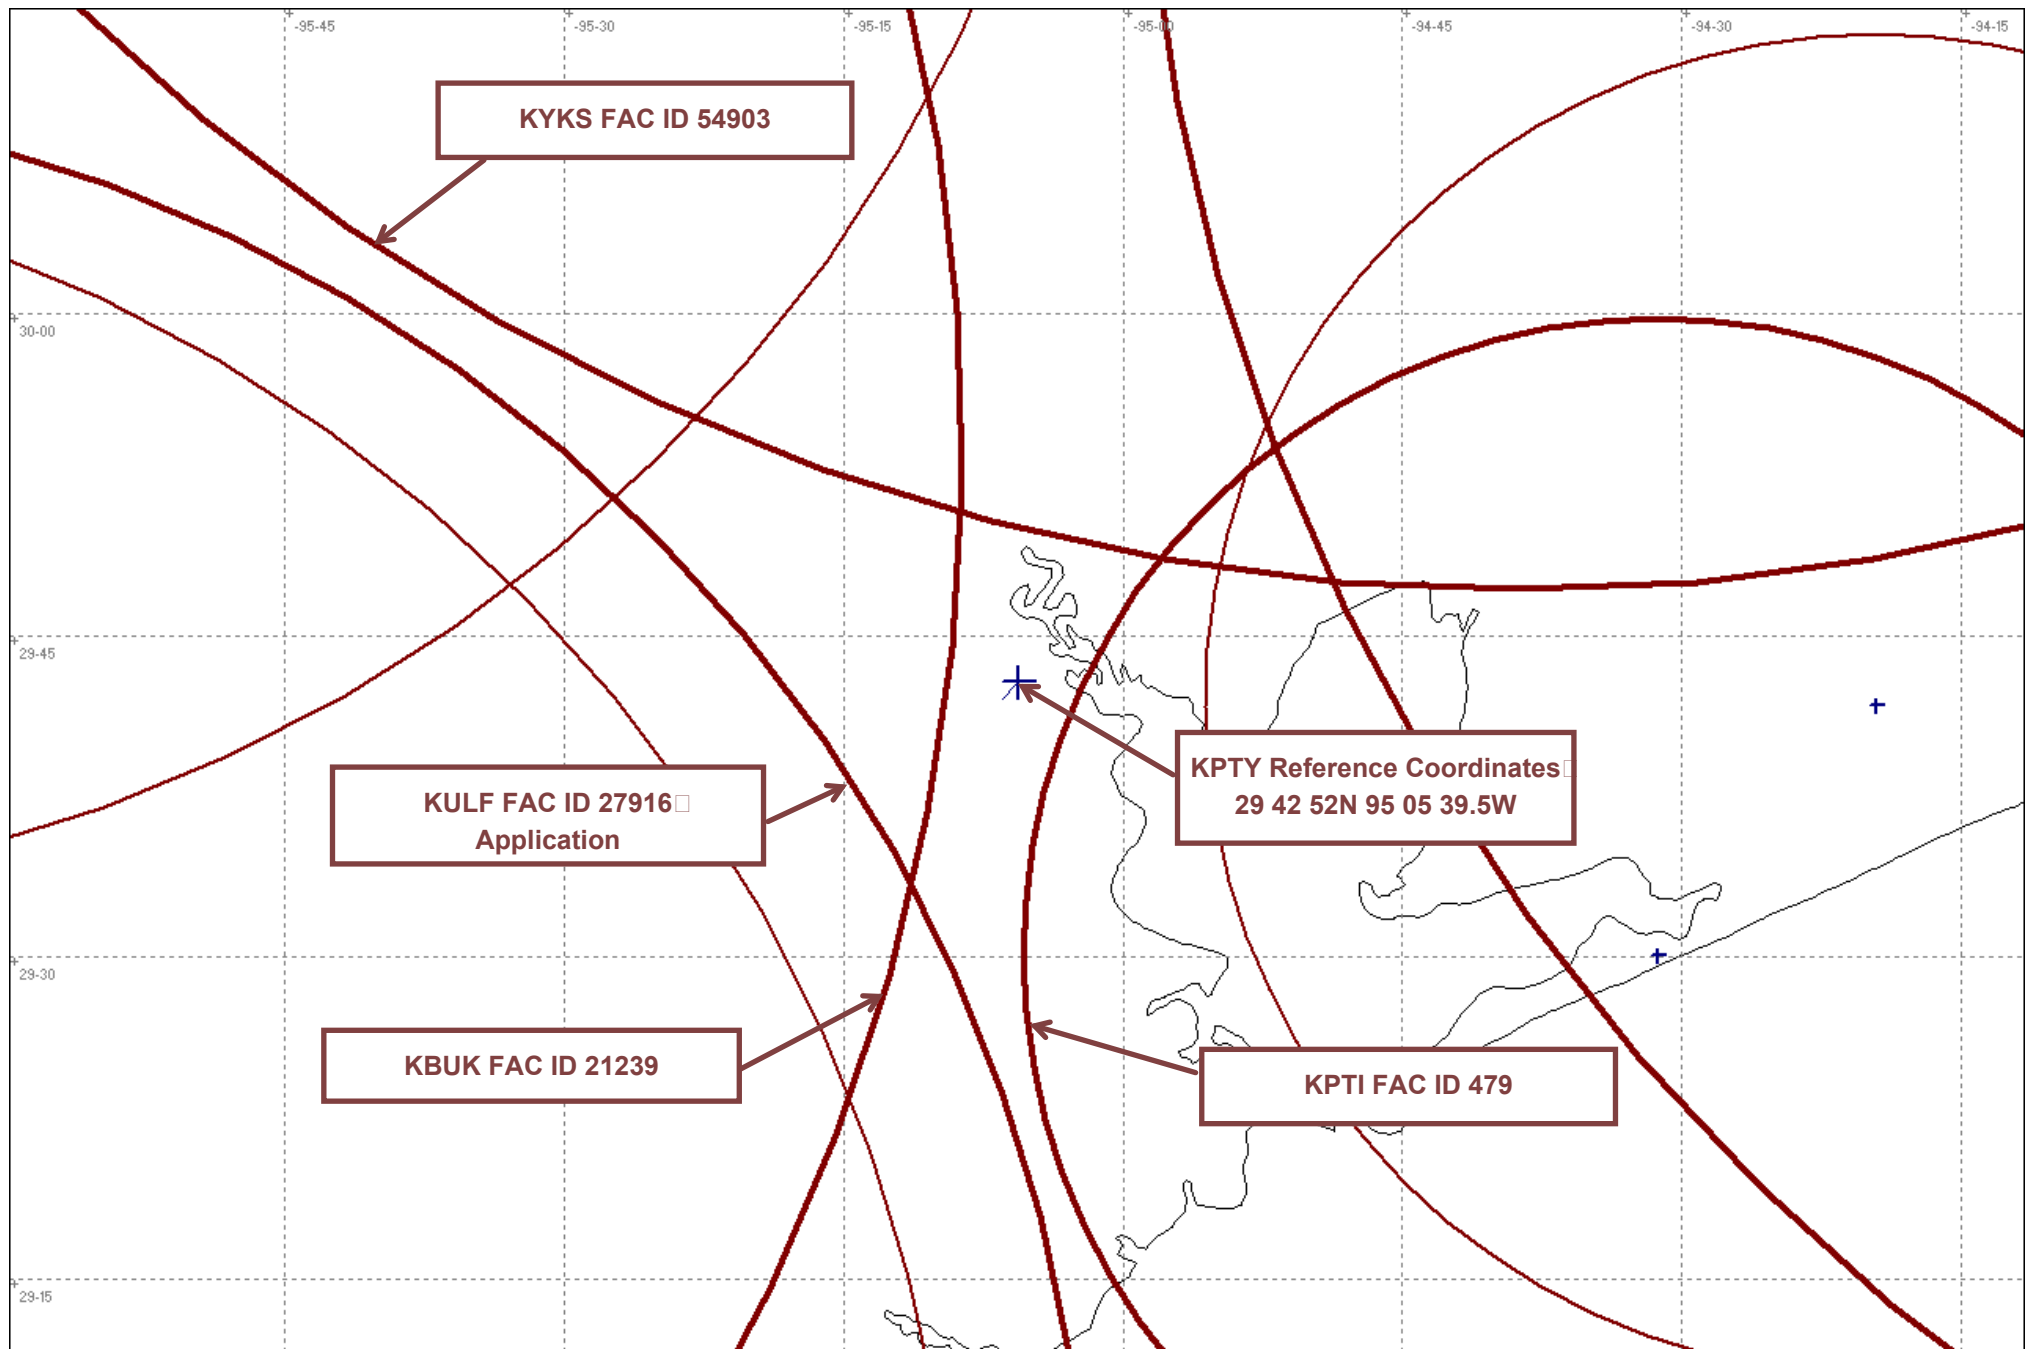 -95-45
-95-30
-95-15
-95-00
-94-45
-94-30
-94-15
KYKS FAC ID 54903
30-00
29-45
KPTY Reference Coordinates
29 42 52N 95 05 39.5W
KULF FAC ID 27916
Application
29-30
KBUK FAC ID 21239
KPTI FAC ID 479
29-15